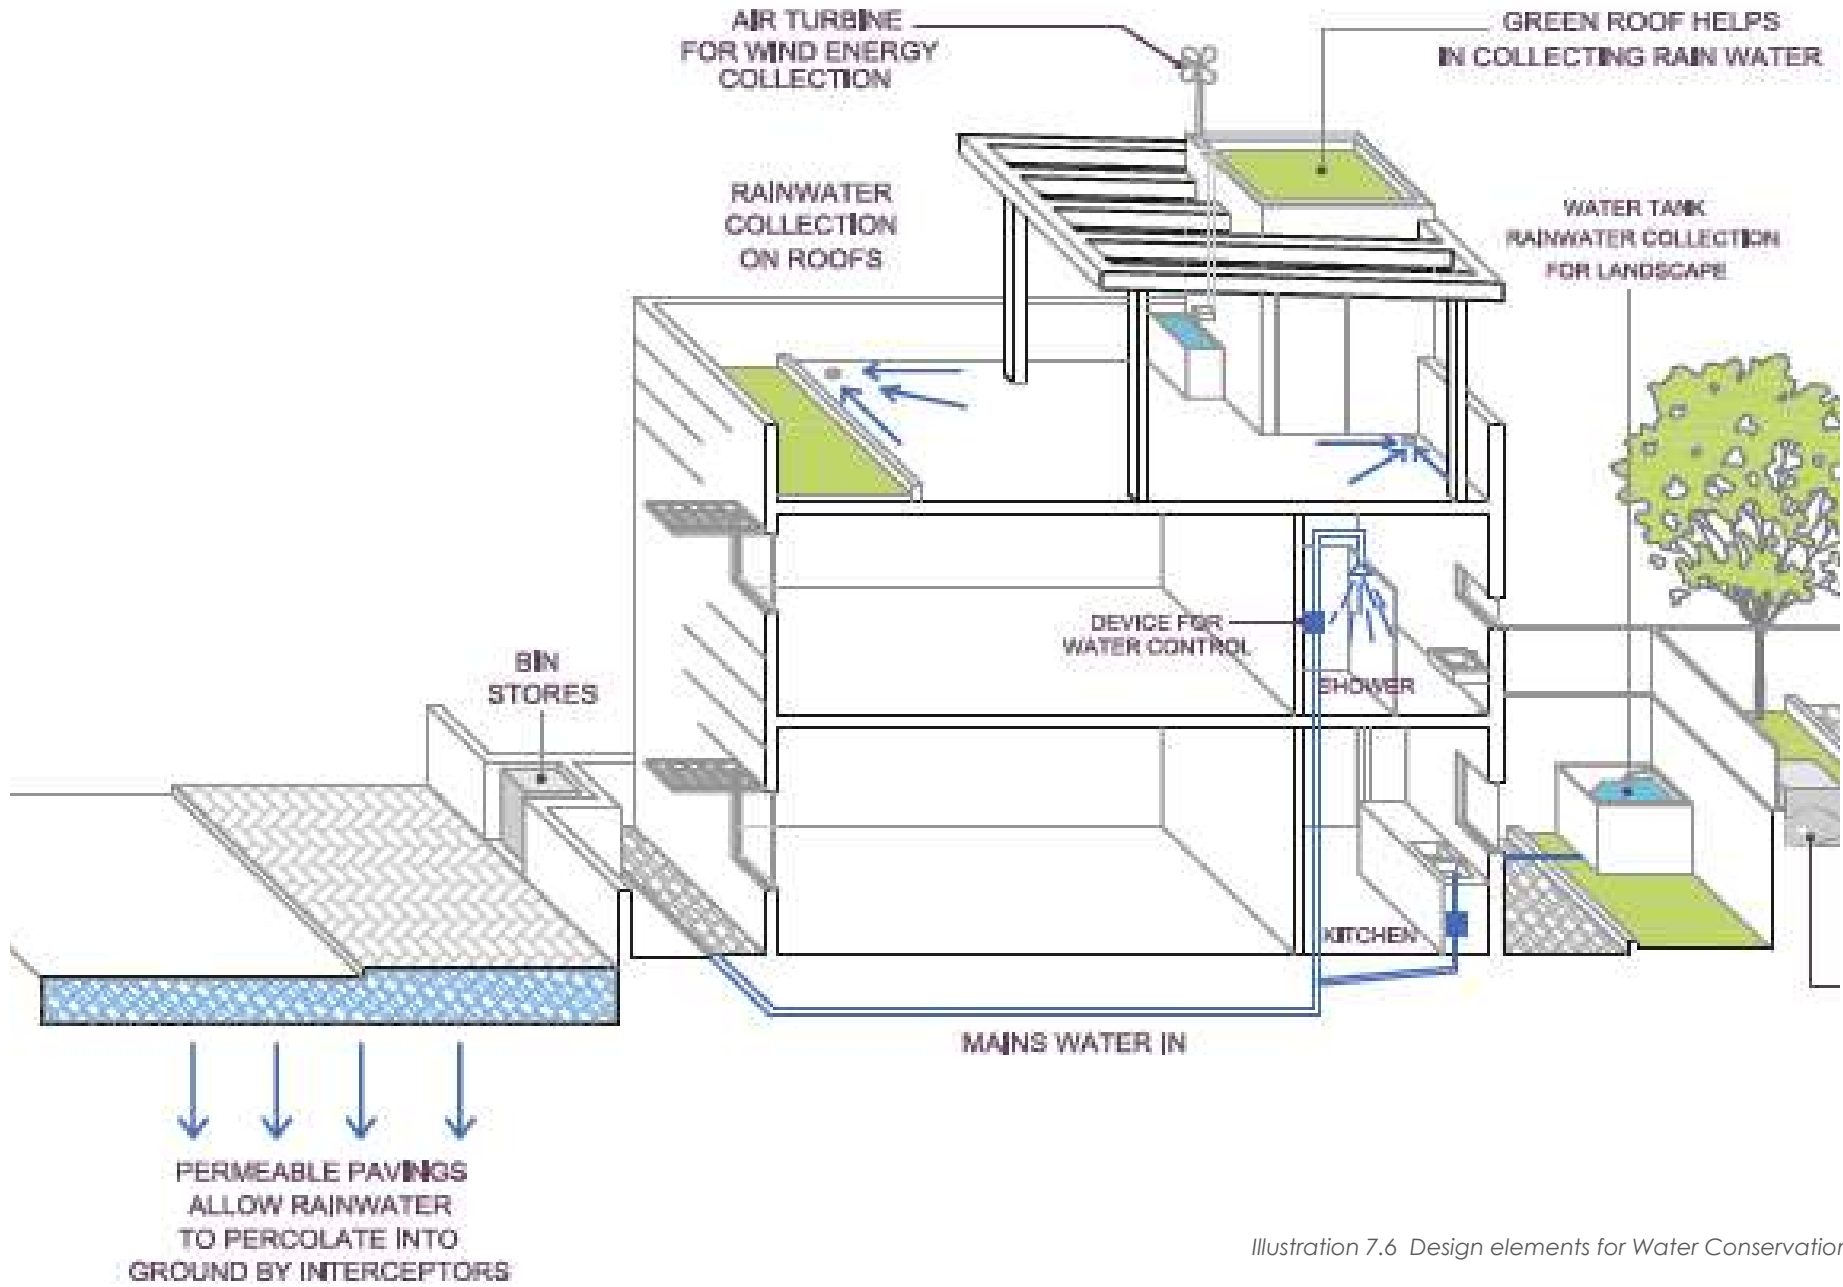 AIR TURBINE
FOR WIND ENERGY
COLLECTION
GREEN ROOF HELPS
IN COLLECTING RAIN WATER
RAINWATER
COLLECTION
ON ROOFS
WATER TANK
RAINWATER COLLECTION
FOR LANDSCAPE
DEVICE FOR
WATER CONTROL
SHOWER
BIN
STORES
KITCHEN
MAINS WATER IN
PERMEABLE PAVINGS
ALLOW RAINWATER
TO PERCOLATE INTO
GROUND BY INTERCEPTORS
Illustration 7.6 Design elements for Water Conservation